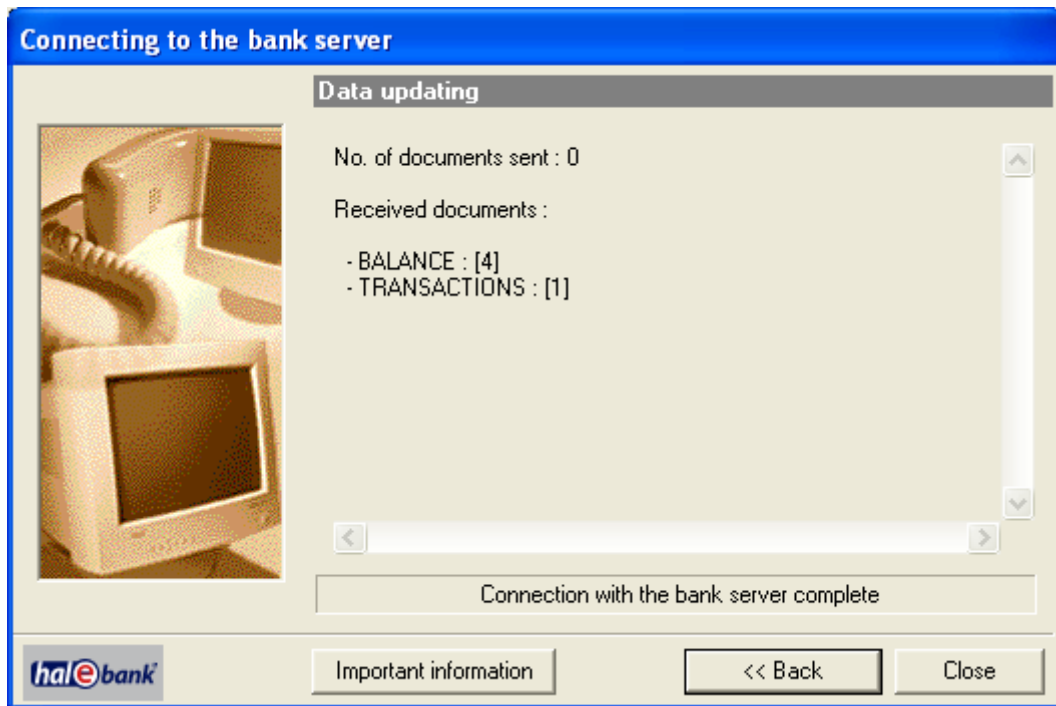 Connecting to the bank server
Data updating
No. of documents sent : 0
Received documents :
- BALANCE : [4]
- TRANSACTIONS : [1]
Connection with the bank server complete
halebank
Important information
<< Back
Close